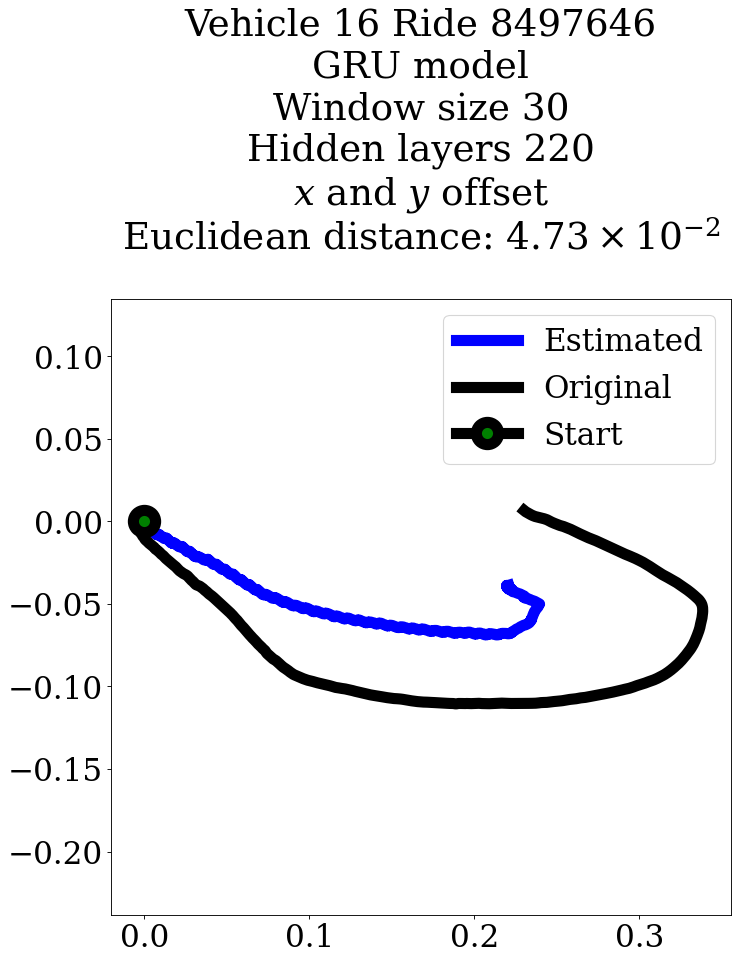 Vehicle 16 Ride 8497646
GRU model
Window size 30
Hidden layers 220
x and y offset
Euclidean distance: 4.73 × 10⁻²
Estimated
Original
Start
0.10
0.05
0.00
−0.05
−0.10
−0.15
−0.20
0.0 0.1 0.2 0.3